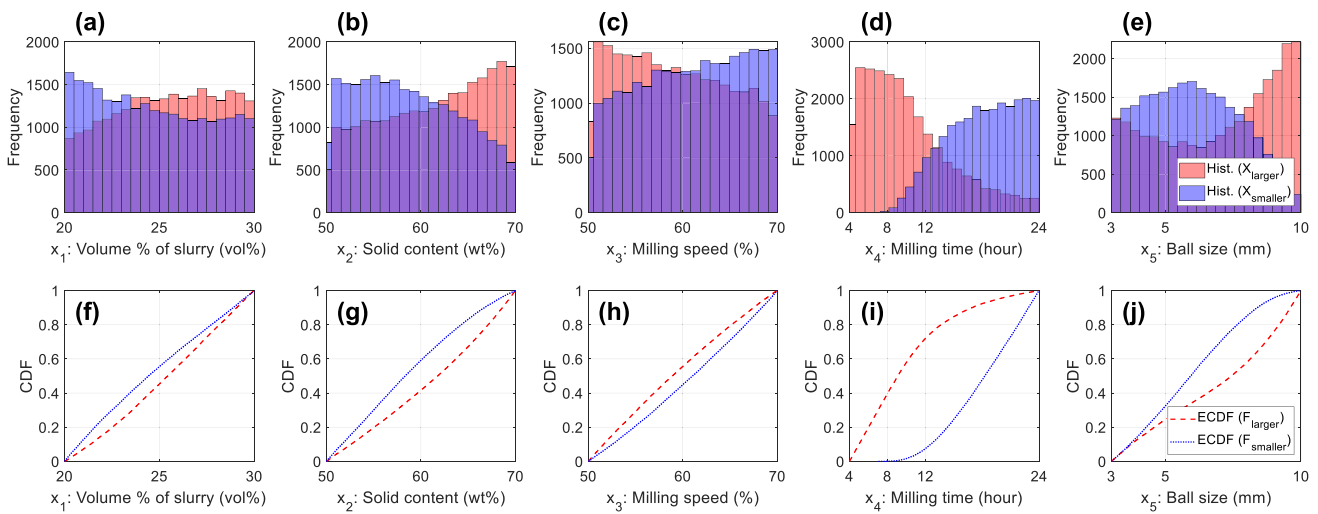 (a)
2000
1500
1000
500
0
Frequency
20
25
30
x1: Volume % of slurry (vol%)
(b)
2000
1500
1000
500
0
Frequency
50
60
70
x2: Solid content (wt%)
(c)
1500
1000
500
0
Frequency
50
60
70
x3: Milling speed (%)
(d)
3000
2000
1000
0
Frequency
4
8
12
24
x4: Milling time (hour)
(e)
2000
1500
1000
500
0
Frequency
Hist. (Xlarger)
Hist. (Xsmaller)
3
5
10
x5: Ball size (mm)
(f)
1
0.8
0.6
0.4
0.2
0
CDF
20
25
30
x1: Volume % of slurry (vol%)
(g)
1
0.8
0.6
0.4
0.2
0
CDF
50
60
70
x2: Solid content (wt%)
(h)
1
0.8
0.6
0.4
0.2
0
CDF
50
60
70
x3: Milling speed (%)
(i)
1
0.8
0.6
0.4
0.2
0
CDF
4
8
12
24
x4: Milling time (hour)
(j)
1
0.8
0.6
0.4
0.2
0
CDF
ECDF (Flarger)
ECDF (Fsmaller)
3
5
10
x5: Ball size (mm)